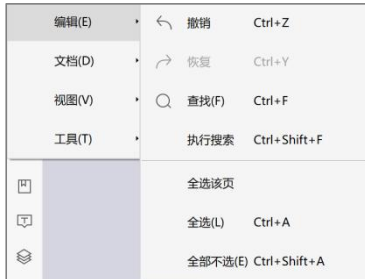 编辑(E)
撤销 Ctrl+Z
文档(D)
恢复 Ctrl+Y
视图(V)
查找(F) Ctrl+F
工具(T)
执行搜索 Ctrl+Shift+F
全选该页
全选(L) Ctrl+A
全部不选(E) Ctrl+Shift+A